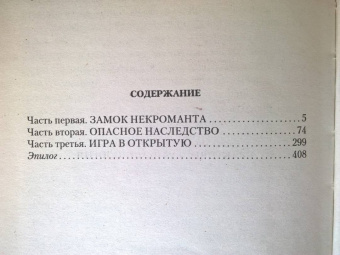 СОДЕРЖАНИЕ
Часть первая. ЗАМОК НЕКРОМАНТА . . . . . . . . . . . . . . . . 5
Часть вторая. ОПАСНОЕ НАСЛЕДСТВО . . . . . . . . . . . . . 74
Часть третья. ИГРА В ОТКРЫТУЮ . . . . . . . . . . . . . . . . . 299
Эпилог . . . . . . . . . . . . . . . . . . . . . . . . . . . . . . . . . . . . 408